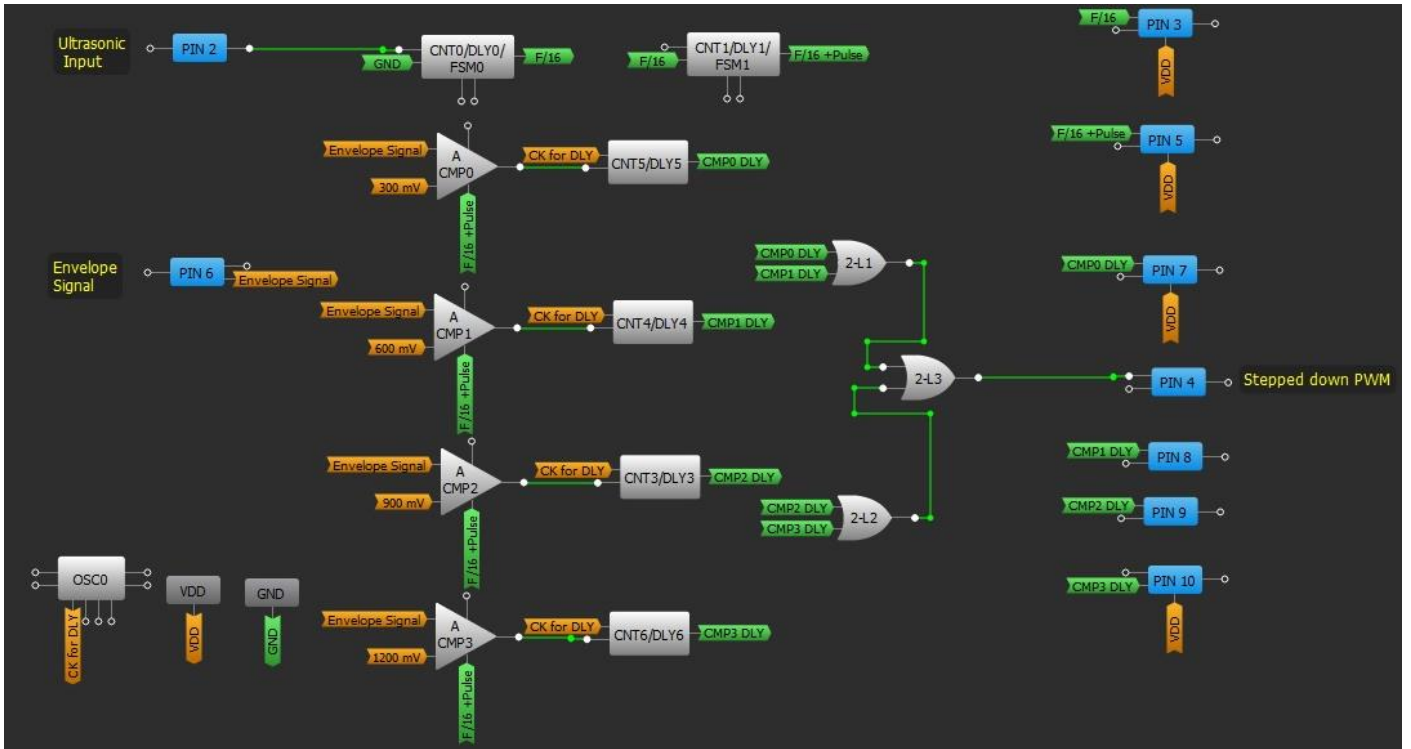 Ultrasonic
Input
PIN 2
GND
CNT0/DLY0/
FSM0
F/16
F/16
CNT1/DLY1/
FSM1
F/16 +Pulse
F/16
PIN 3
VDD
Envelope Signal
300 mV
A
CMP0
F/16 +Pulse
CK for DLY
CNT5/DLY5
CMP0 DLY
F/16 +Pulse
PIN 5
VDD
Envelope
Signal
PIN 6
Envelope Signal
Envelope Signal
600 mV
A
CMP1
F/16 +Pulse
CK for DLY
CNT4/DLY4
CMP1 DLY
CMP0 DLY
CMP1 DLY
2-L1
CMP0 DLY
PIN 7
VDD
2-L3
PIN 4
Stepped down PWM
Envelope Signal
900 mV
A
CMP2
F/16 +Pulse
CK for DLY
CNT3/DLY3
CMP2 DLY
CMP2 DLY
CMP3 DLY
2-L2
CMP1 DLY
PIN 8
CMP2 DLY
PIN 9
OSC0
CK for DLY
VDD
VDD
GND
GND
Envelope Signal
1200 mV
A
CMP3
F/16 +Pulse
CK for DLY
CNT6/DLY6
CMP3 DLY
CMP3 DLY
PIN 10
VDD